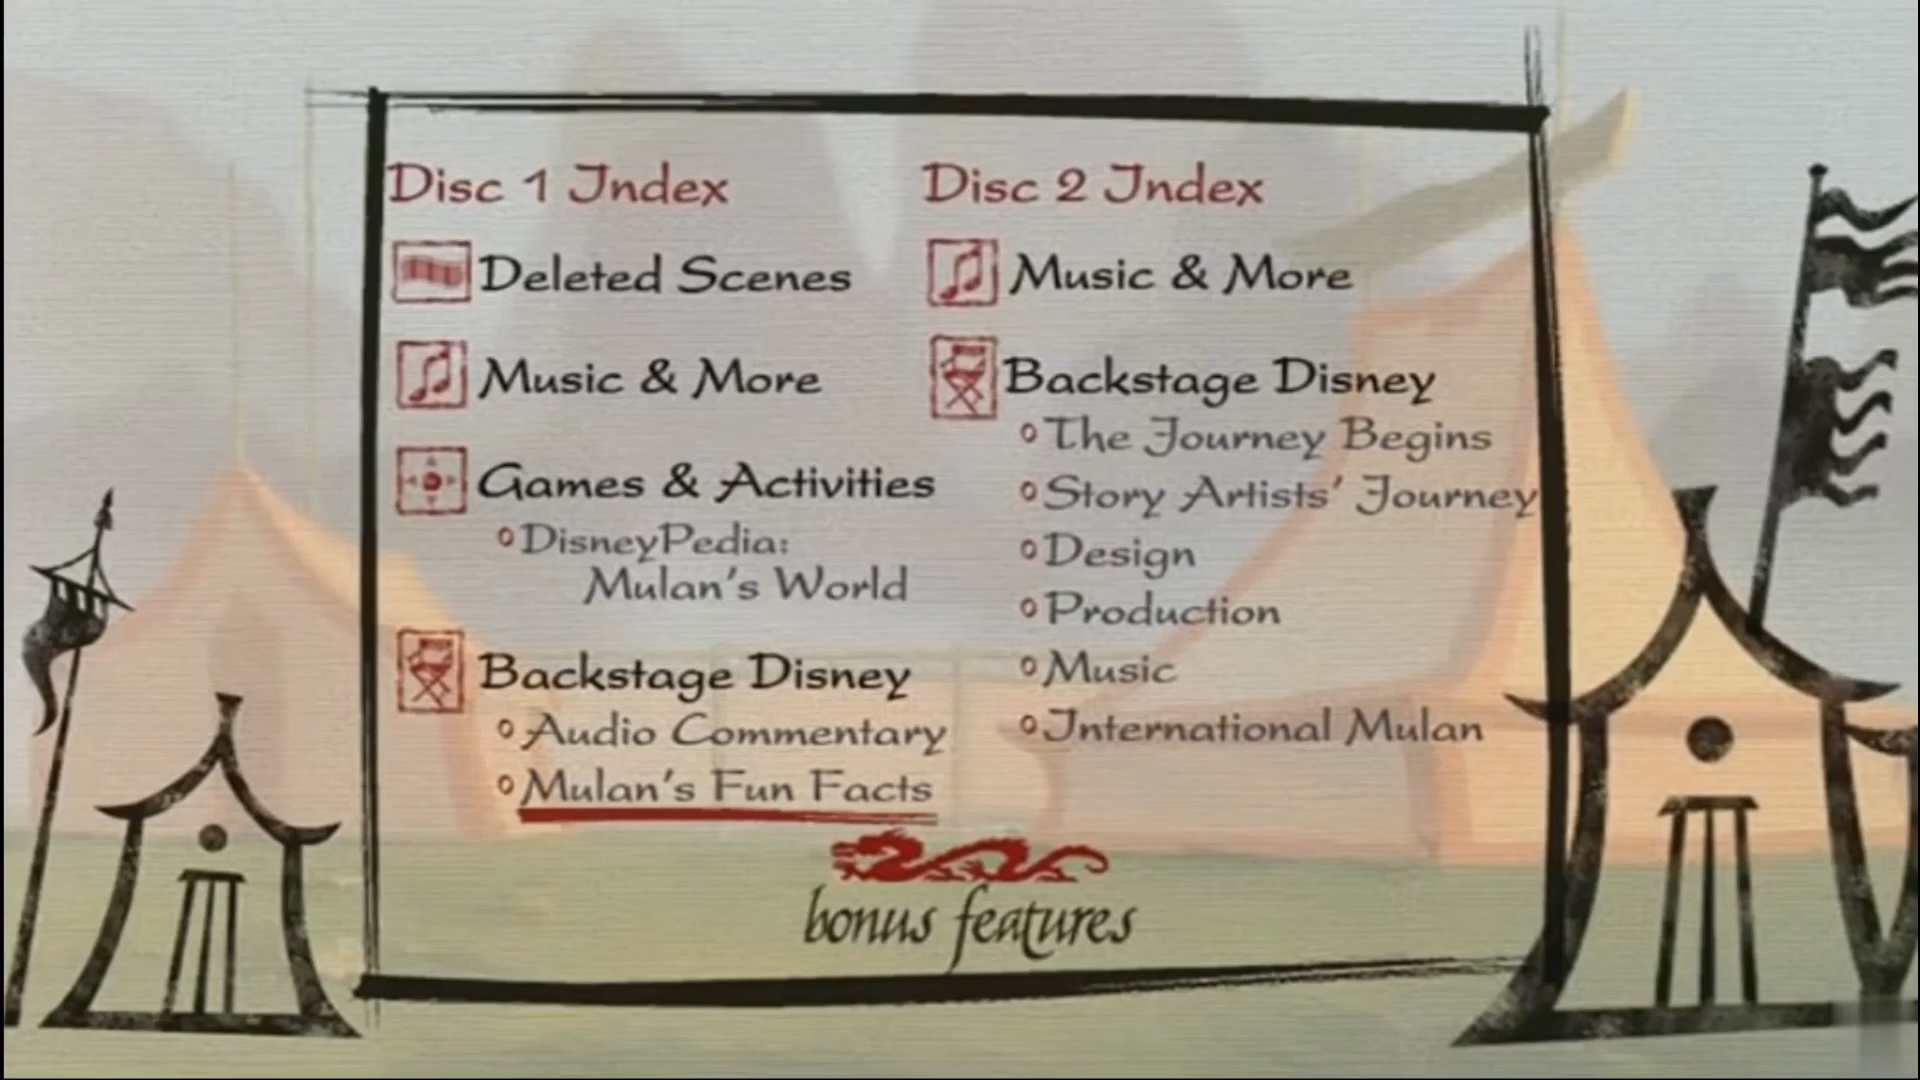 Disc 1 Index
Deleted Scenes
Music & More
Games & Activities
DisneyPedia:
Mulan's World
Backstage Disney
Audio Commentary
Mulan's Fun Facts
Disc 2 Index
Music & More
Backstage Disney
The Journey Begins
Story Artists' Journey
Design
Production
Music
International Mulan
bonus features